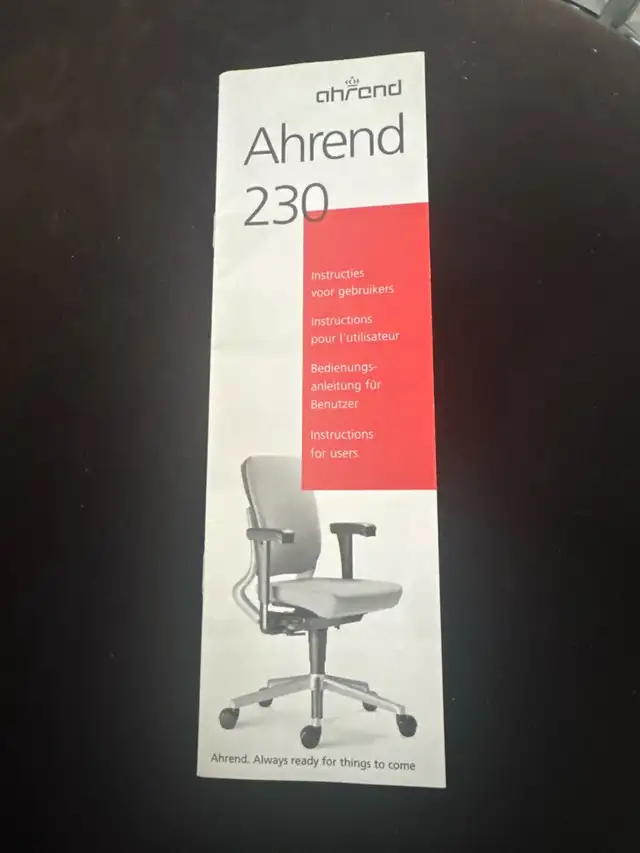 ahrend
Ahrend
230
Instructies
voor gebruikers
Instructions
pour l'utilisateur
Bedienungs-
anleitung für
Benutzer
Instructions
for users
Ahrend. Always ready for things to come